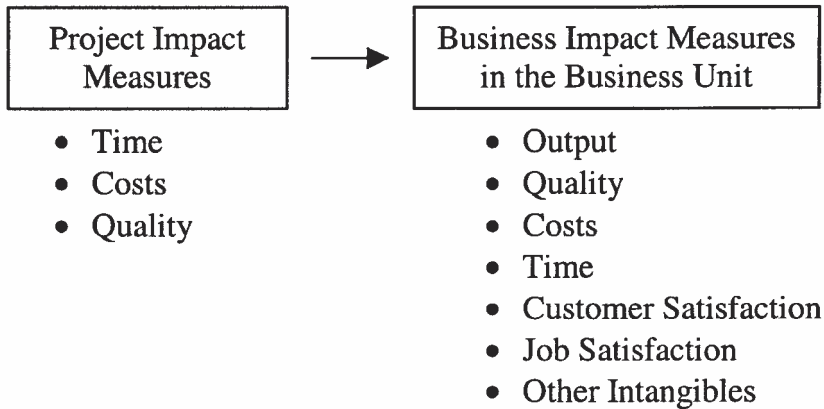 Project Impact
Measures
• Time
• Costs
• Quality
Business Impact Measures
in the Business Unit
• Output
• Quality
• Costs
• Time
• Customer Satisfaction
• Job Satisfaction
• Other Intangibles